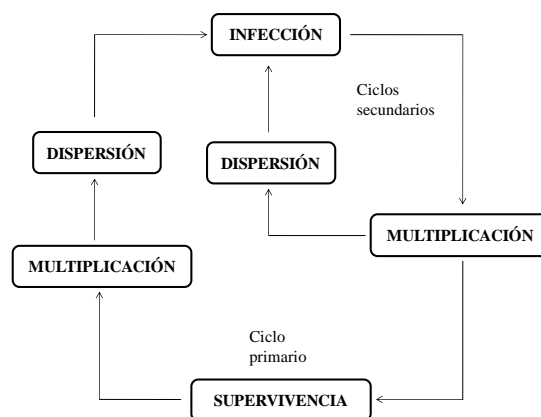 INFECCIÓN
Ciclos
secundarios
DISPERSIÓN
DISPERSIÓN
MULTIPLICACIÓN
MULTIPLICACIÓN
Ciclo
primario
SUPERVIVENCIA